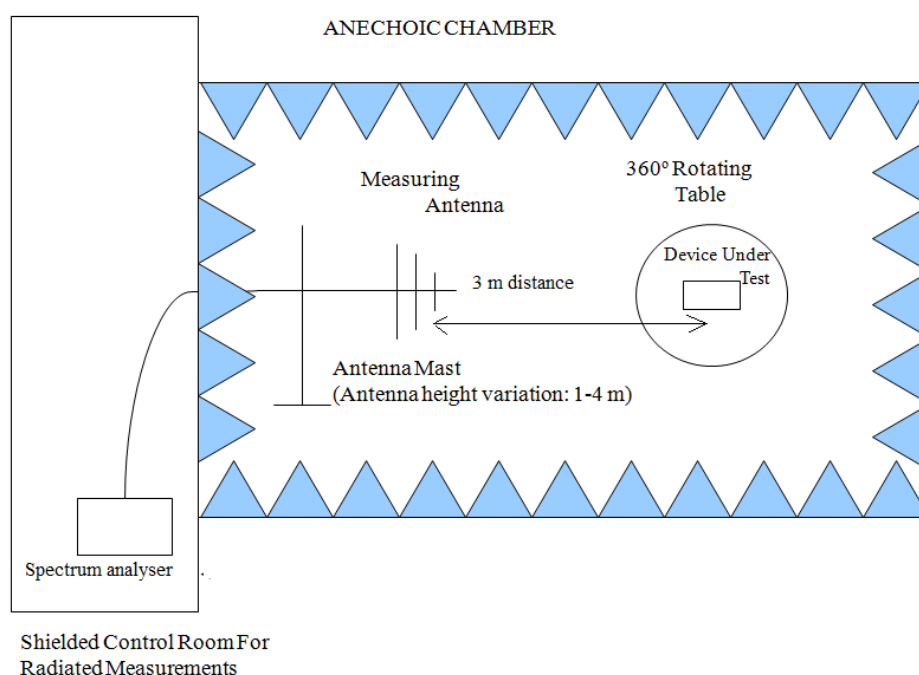 ANECHOIC CHAMBER
360º Rotating
Table
Measuring
Antenna
Device Under
Test
3 m distance
Antenna Mast
(Antenna height variation: 1-4 m)
Spectrum analyser
Shielded Control Room For
Radiated Measurements